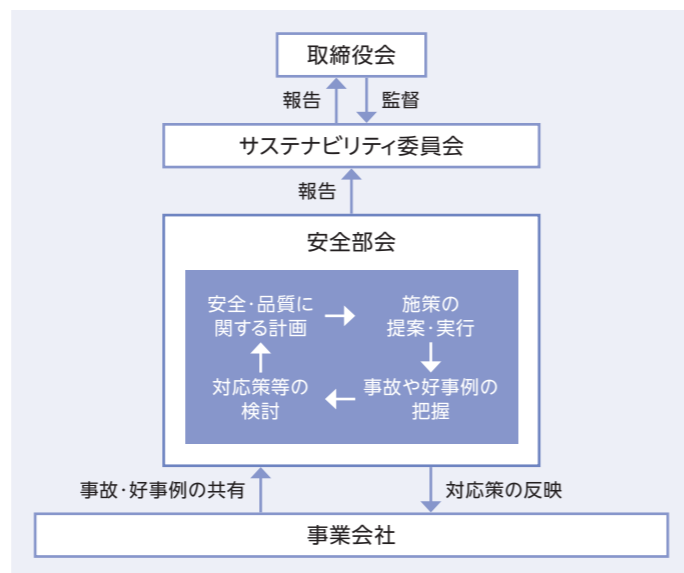 取締役会
報告
監督
サステナビリティ委員会
報告
安全部会
安全・品質に
関する計画
施策の
提案・実行
対応策等の
検討
事故や好事例の
把握
事故・好事例の共有
対応策の反映
事業会社